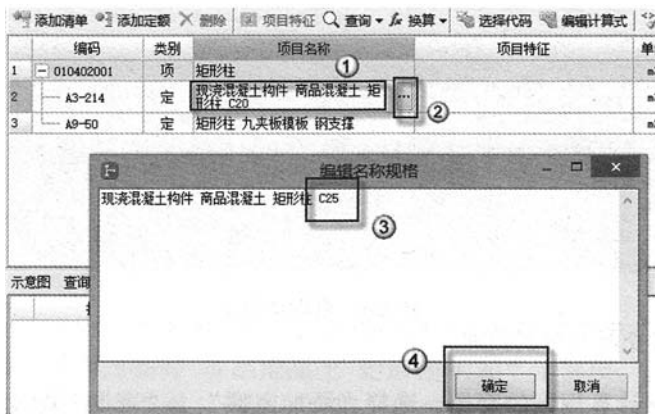 添加清单 添加定额 删除 项目特征 查询 fx 换算 选择代码 编辑计算式
编码 类别 项目名称 项目特征 单
1 010402001 项 矩形柱 ①
2 A3-214 定 现浇混凝土构件 商品混凝土 矩
形柱 C20 ... ②
3 A9-50 定 矩形柱 九夹板模板 钢支撑
编辑名称规格
现浇混凝土构件 商品混凝土 矩形柱 C25
③
示意图 查询
④
确定 取消